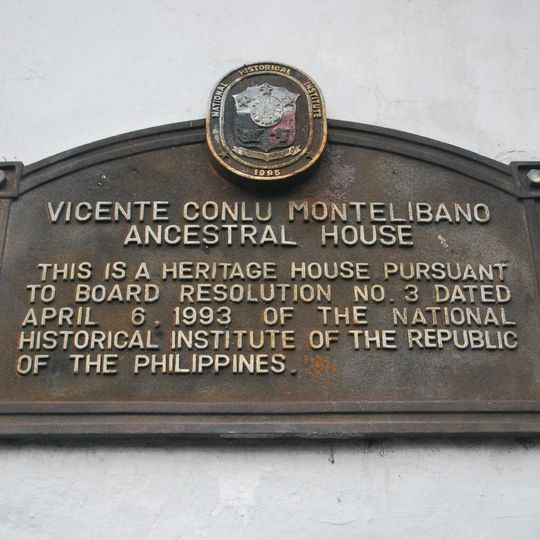 NATIONAL HISTORICAL INSTITUTE
1995
VICENTE CONLU MONTELIBANO
ANCESTRAL HOUSE
THIS IS A HERITAGE HOUSE PURSUANT
TO BOARD RESOLUTION NO. 3 DATED
APRIL 6, 1993 OF THE NATIONAL
HISTORICAL INSTITUTE OF THE REPUBLIC
OF THE PHILIPPINES.